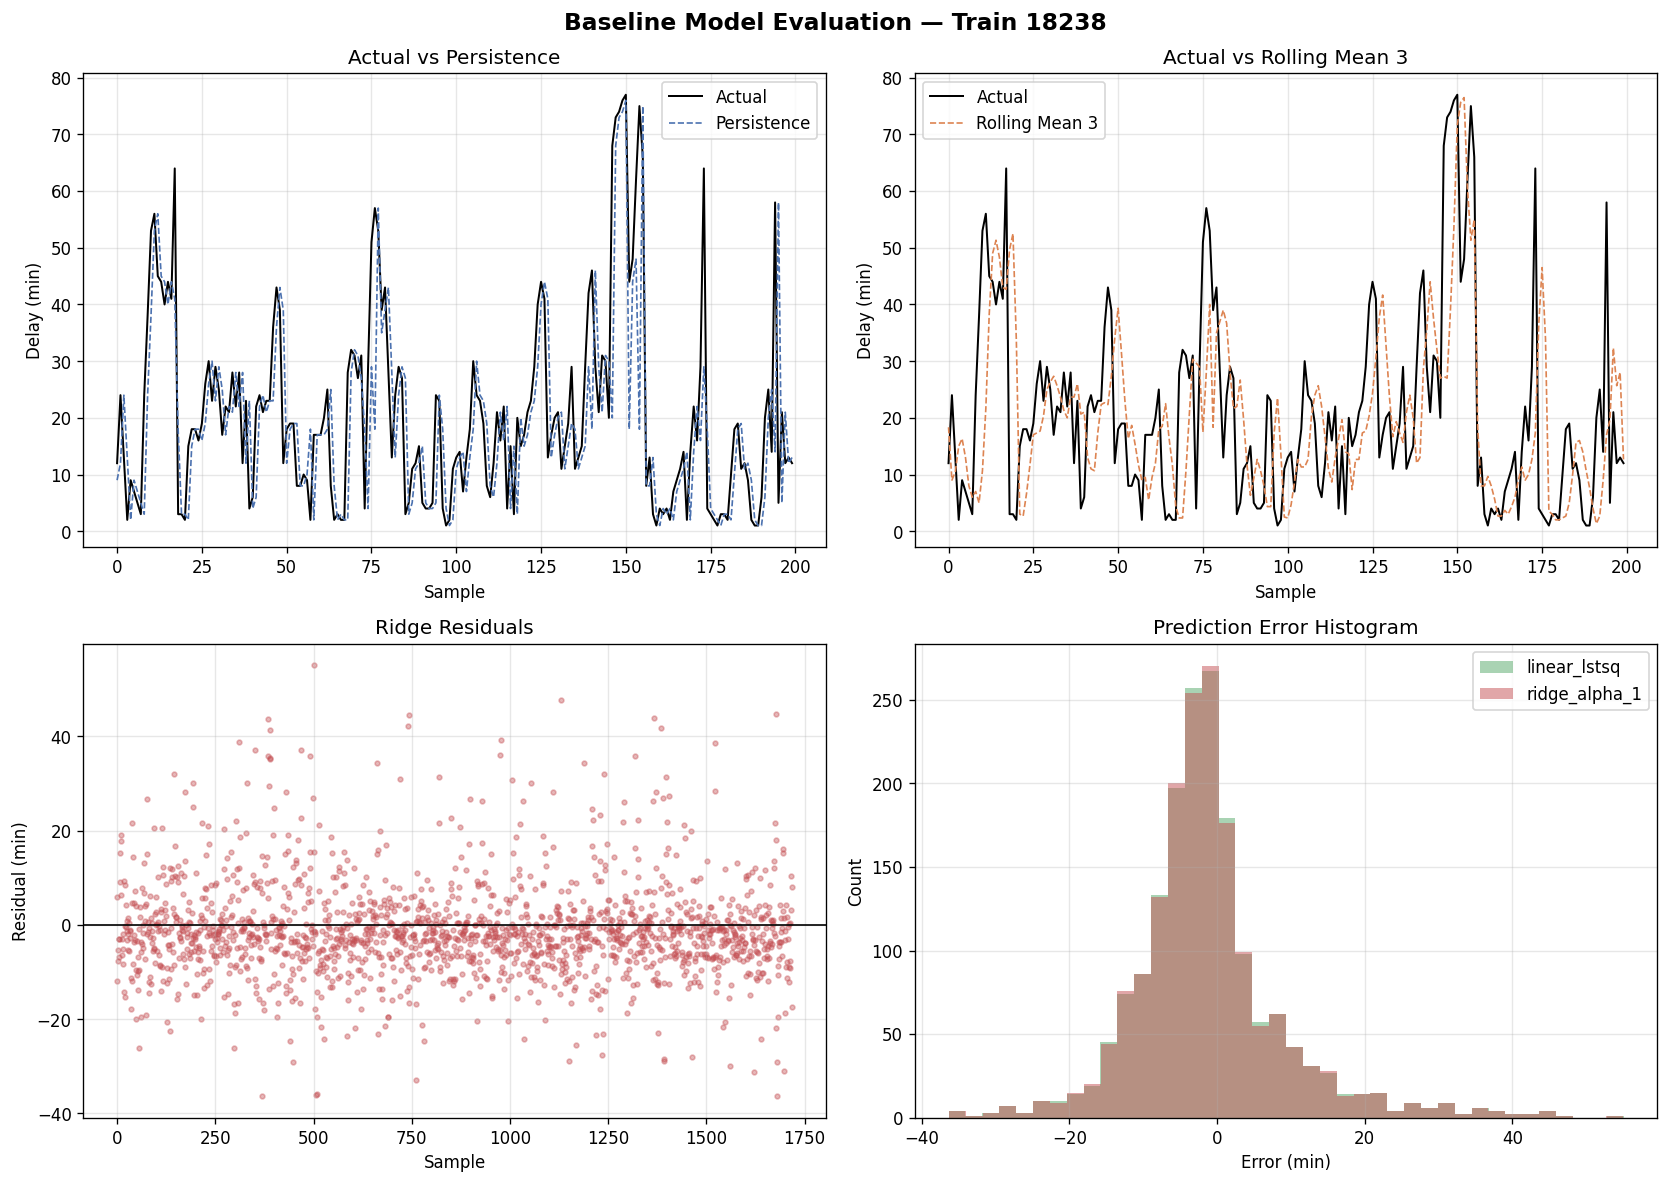 Baseline Model Evaluation — Train 18238
Actual vs Persistence
Actual
Persistence
Delay (min)
80
70
60
50
40
30
20
10
0
0 25 50 75 100 125 150 175 200
Sample
Actual vs Rolling Mean 3
Actual
Rolling Mean 3
Delay (min)
80
70
60
50
40
30
20
10
0
0 25 50 75 100 125 150 175 200
Sample
Ridge Residuals
Residual (min)
40
20
0
−20
−40
0 250 500 750 1000 1250 1500 1750
Sample
Prediction Error Histogram
linear_lstsq
ridge_alpha_1
Count
250
200
150
100
50
0
−40 −20 0 20 40
Error (min)